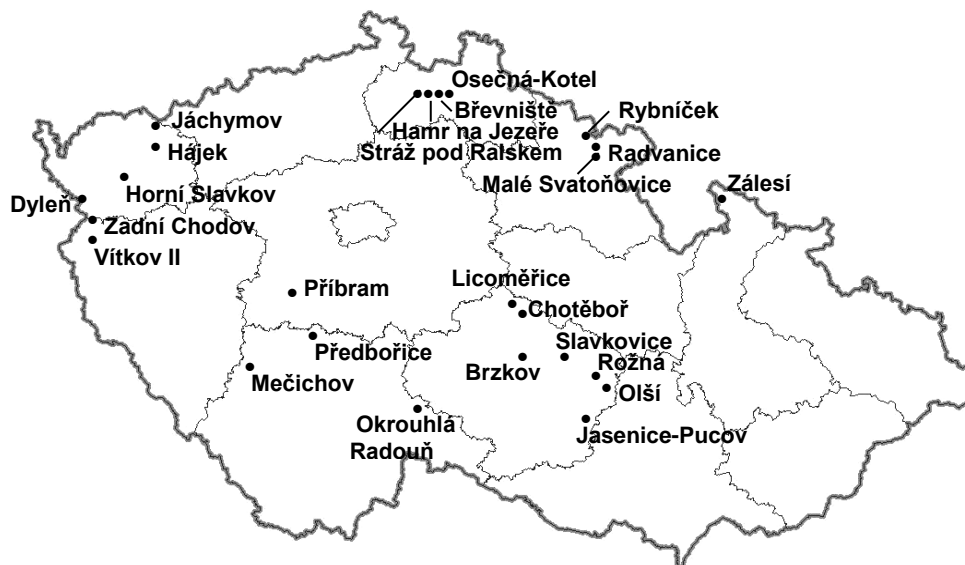 Osečná-Kotel
Břevniště
Hamr na Jezeře
Stráž pod Ralskem
Rybníček
Radvanice
Malé Svatoňovice
Zálesí
Jáchymov
Hájek
Horní Slavkov
Dyleň
Zadní Chodov
Vítkov II
Příbram
Předbořice
Mečichov
Licoměřice
Chotěboř
Slavkovice
Brzkov
Rožná
Olší
Okrouhlá
Radouň
Jasenice-Pucov